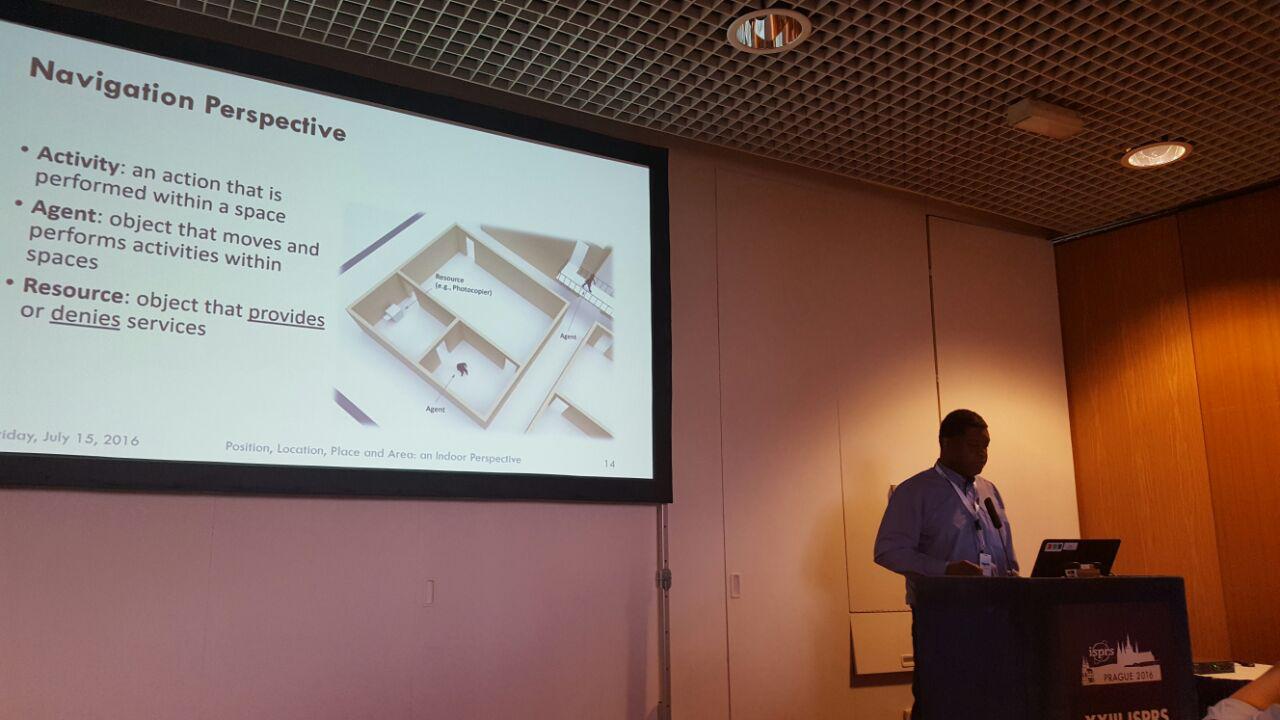 Navigation Perspective
• Activity: an action that is
performed within a space
• Agent: object that moves and
performs activities within
spaces
• Resource: object that provides
or denies services
Resource
(e.g., Photocopier)
Agent
Agent
riday, July 15, 2016
Position, Location, Place and Area: an Indoor Perspective
14
isprs
PRAGUE 2016
XXIII ISPRS